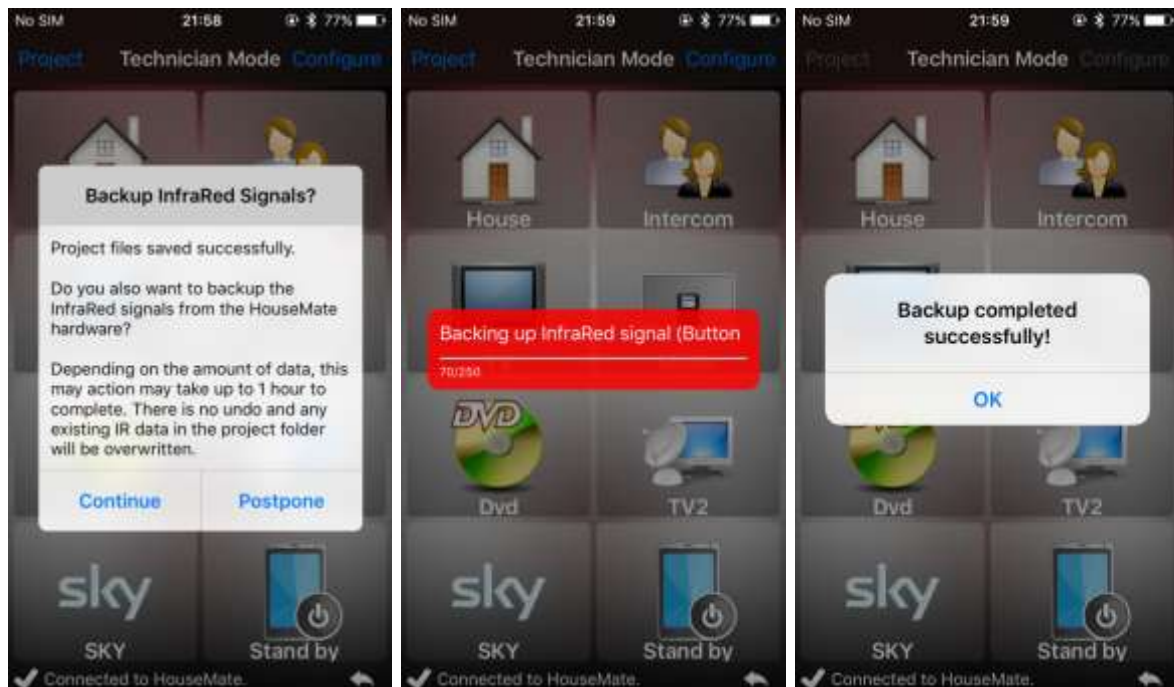 No SIM 21:58 77%
Project Technician Mode Configure
Backup InfraRed Signals?
Project files saved successfully.
Do you also want to backup the
InfraRed signals from the HouseMate
hardware?
Depending on the amount of data, this
may action may take up to 1 hour to
complete. There is no undo and any
existing IR data in the project folder
will be overwritten.
Continue Postpone
sky
SKY Stand by
Connected to HouseMate.
No SIM 21:59 77%
Project Technician Mode Configure
House Intercom
Backing up InfraRed signal (Button
70/250
DVD
Dvd TV2
sky
SKY Stand by
Connected to HouseMate.
No SIM 21:59 77%
Project Technician Mode Configure
House Intercom
Backup completed
successfully!
OK
Dvd TV2
sky
SKY Stand by
Connected to HouseMate.